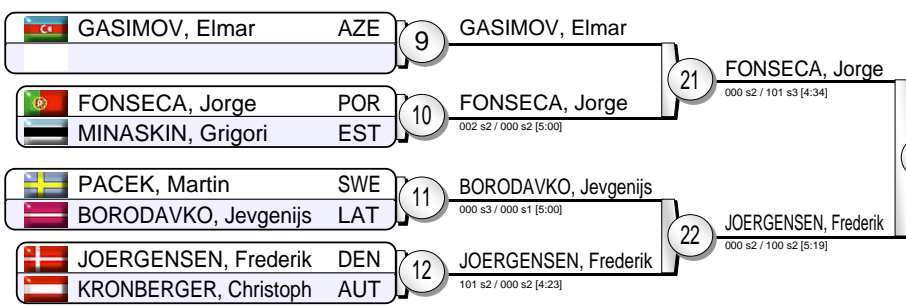 GASIMOV, Elmar AZE
9
GASIMOV, Elmar
FONSECA, Jorge POR
MINASKIN, Grigori EST
10
FONSECA, Jorge
002 s2 / 000 s2 [5:00]
21
FONSECA, Jorge
000 s2 / 101 s3 [4:34]
PACEK, Martin SWE
BORODAVKO, Jevgenijs LAT
11
BORODAVKO, Jevgenijs
000 s3 / 000 s1 [5:00]
JOERGENSEN, Frederik DEN
KRONBERGER, Christoph AUT
12
JOERGENSEN, Frederik
101 s2 / 000 s2 [4:23]
22
JOERGENSEN, Frederik
000 s2 / 100 s2 [5:19]